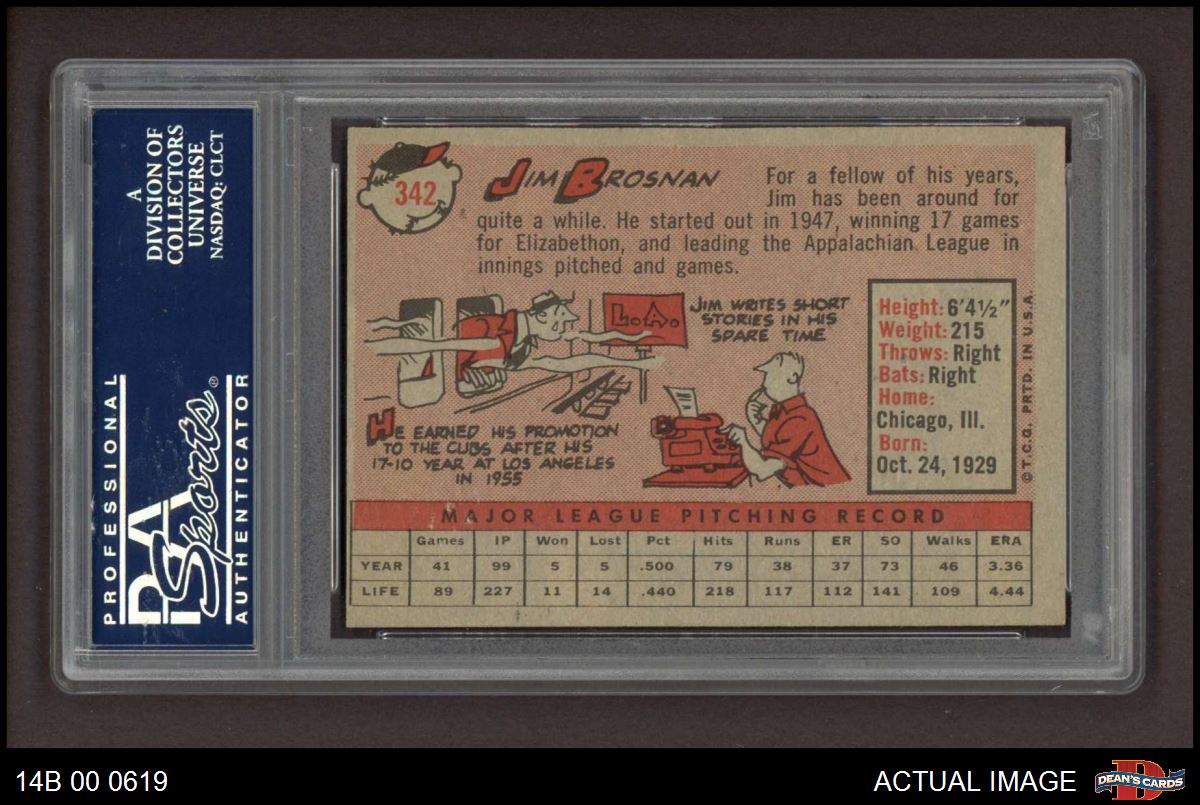 A
DIVISION OF
COLLECTORS
UNIVERSE
NASDAQ: CLCT
PROFESSIONAL
PSA
Sports®
AUTHENTICATOR
342
JIM BROSNAN
For a fellow of his years,
Jim has been around for
quite a while. He started out in 1947, winning 17 games
for Elizabethon, and leading the Appalachian League in
innings pitched and games.
L.A.
JIM WRITES SHORT
STORIES IN HIS
SPARE TIME
HE EARNED HIS PROMOTION
TO THE CUBS AFTER HIS
17-10 YEAR AT LOS ANGELES
IN 1955
Height: 6'4½"
Weight: 215
Throws: Right
Bats: Right
Home:
Chicago, Ill.
Born:
Oct. 24, 1929
© T.C.G. PRTD. IN U.S.A.
MAJOR LEAGUE PITCHING RECORD
Games IP Won Lost Pct Hits Runs ER SO Walks ERA
YEAR 41 99 5 5 .500 79 38 37 73 46 3.36
LIFE 89 227 11 14 .440 218 117 112 141 109 4.44
14B 00 0619
ACTUAL IMAGE
D
DEAN'S CARDS